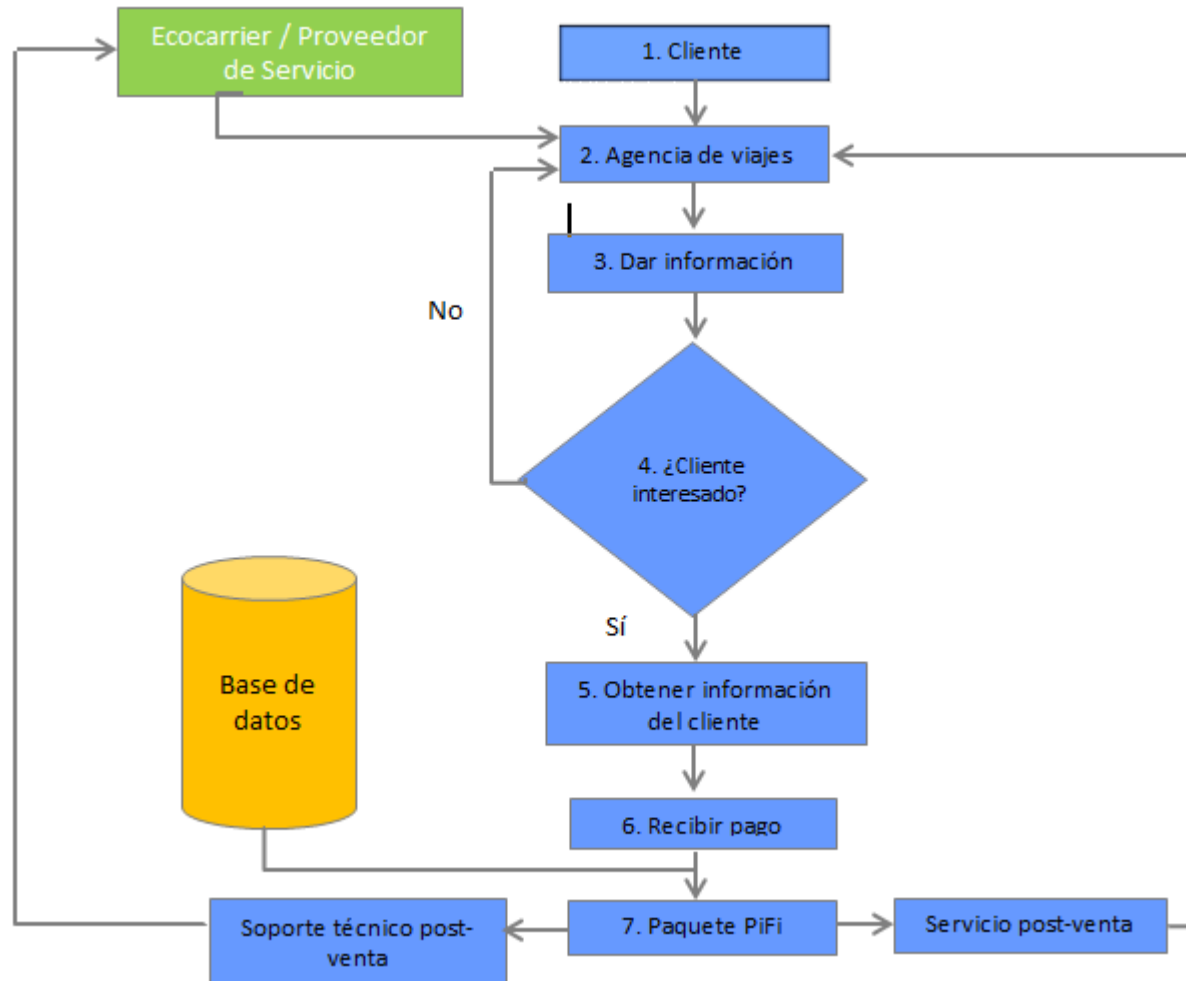 Ecocarrier / Proveedor
de Servicio
1. Cliente
2. Agencia de viajes
3. Dar información
No
4. ¿Cliente
interesado?
Sí
5. Obtener información
del cliente
Base de
datos
6. Recibir pago
Soporte técnico post-
venta
7. Paquete PiFi
Servicio post-venta